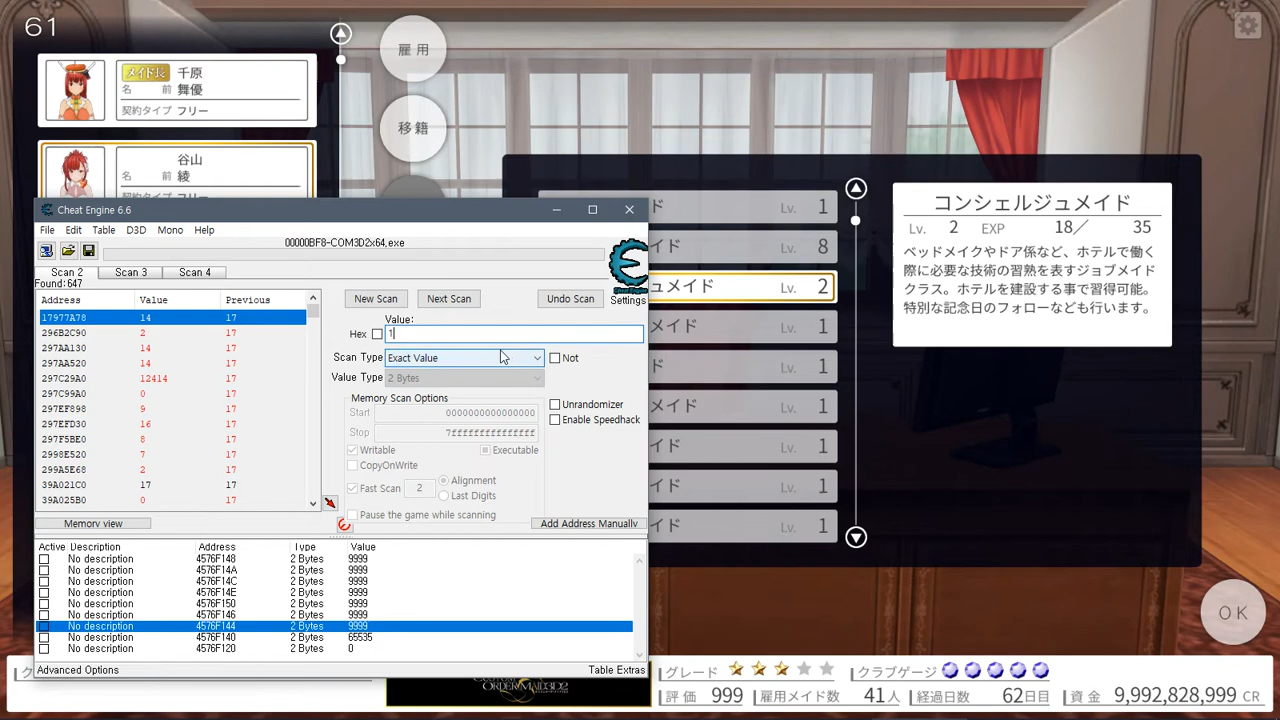 61
メイド長 千原
名 前 舞優
契約タイプ フリー
谷山
名 前 綾
雇用
移籍
Cheat Engine 6.6
File Edit Table D3D Mono Help
00000BF8-COM3D2x64,exe
Scan 2 Scan 3 Scan 4
Found:647
Address Value Previous
17977A78 14 17
296B2C90 2 17
297AA130 14 17
297AA520 14 17
297C29A0 12414 17
297C99A0 0 17
297EF898 9 17
297EFD30 16 17
297F5BE0 8 17
2998E520 7 17
299A5E68 2 17
39A021C0 17 17
39A025B0 0 17
New Scan Next Scan Undo Scan
Settings
Value:
Hex 1
Scan Type Exact Value Not
Value Type 2 Bytes
Memory Scan Options
Start 0000000000000000
Stop 7fffffffffffffff
Writable Executable
CopyOnWrite
Fast Scan 2 Alignment
Last Digits
Pause the game while scanning
Unrandomizer
Enable Speedhack
Memory view Add Address Manually
Active Description Address Type Value
No description 4576F148 2 Bytes 9999
No description 4576F14A 2 Bytes 9999
No description 4576F14C 2 Bytes 9999
No description 4576F14E 2 Bytes 9999
No description 4576F150 2 Bytes 9999
No description 4576F146 2 Bytes 9999
No description 4576F144 2 Bytes 9999
No description 4576F140 2 Bytes 65535
No description 4576F120 2 Bytes 0
Advanced Options Table Extras
ド Lv. 1
イド Lv. 8
ュメイド Lv. 2
メイド Lv. 1
ド Lv. 1
メイド Lv. 1
イド Lv. 1
イド Lv. 1
イド Lv. 1
コンシェルジュメイド
Lv. 2 EXP 18/ 35
ベッドメイクやドア係など、ホテルで働く
際に必要な技術の習熟を表すジョブメイド
クラス。ホテルを建設する事で習得可能。
特別な記念日のフォローなども行います。
OK
CUSTOM ORDER MAID3D2
グレード クラブゲージ
評価 999 雇用メイド数 41人 経過日数 62日目 資金 9,992,828,999 CR